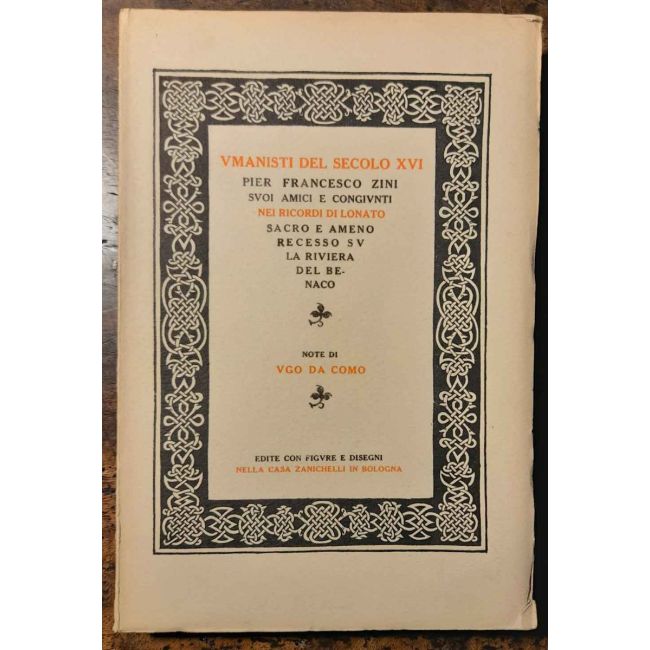 VMANISTI DEL SECOLO XVI
PIER FRANCESCO ZINI
SVOI AMICI E CONGIVNTI
NEI RICORDI DI LONATO
SACRO E AMENO
RECESSO SV
LA RIVIERA
DEL BE-
NACO
NOTE DI
VGO DA COMO
EDITE CON FIGVRE E DISEGNI
NELLA CASA ZANICHELLI IN BOLOGNA